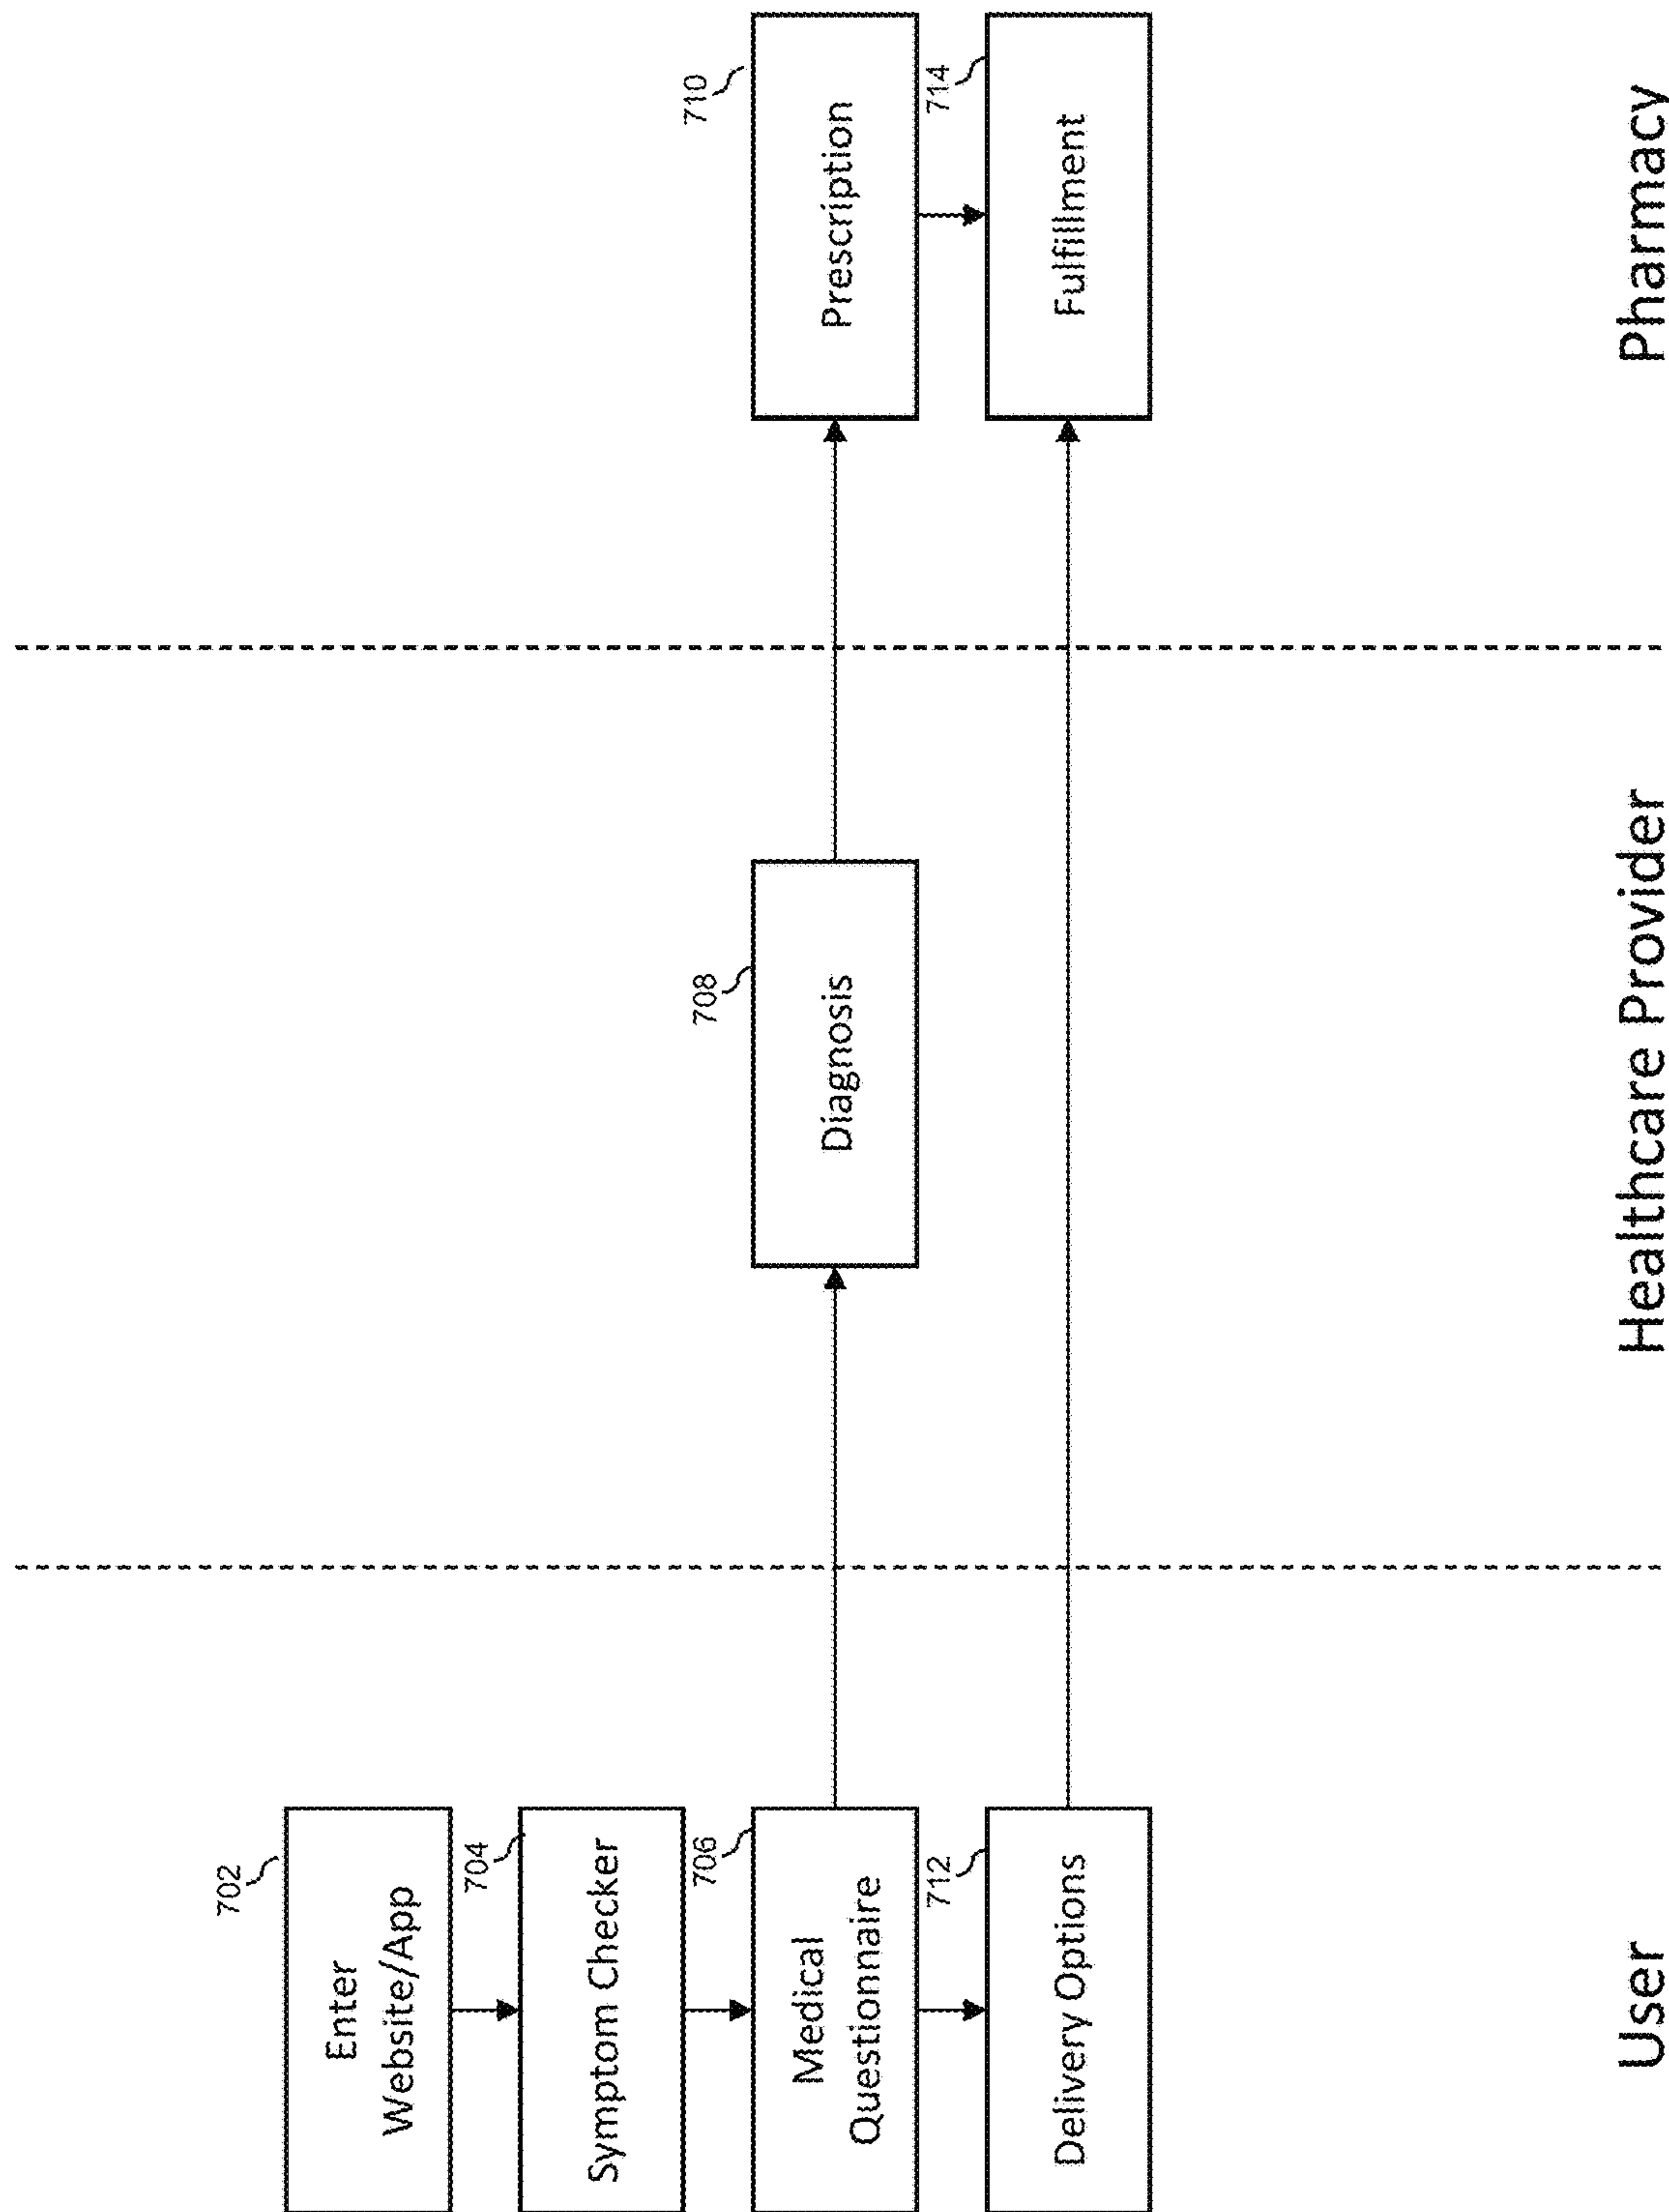 702
Enter
Website/App
704
Symptom Checker
706
Medical
Questionnaire
708
Diagnosis
710
Prescription
712
Delivery Options
714
Fulfillment
User
Healthcare Provider
Pharmacy